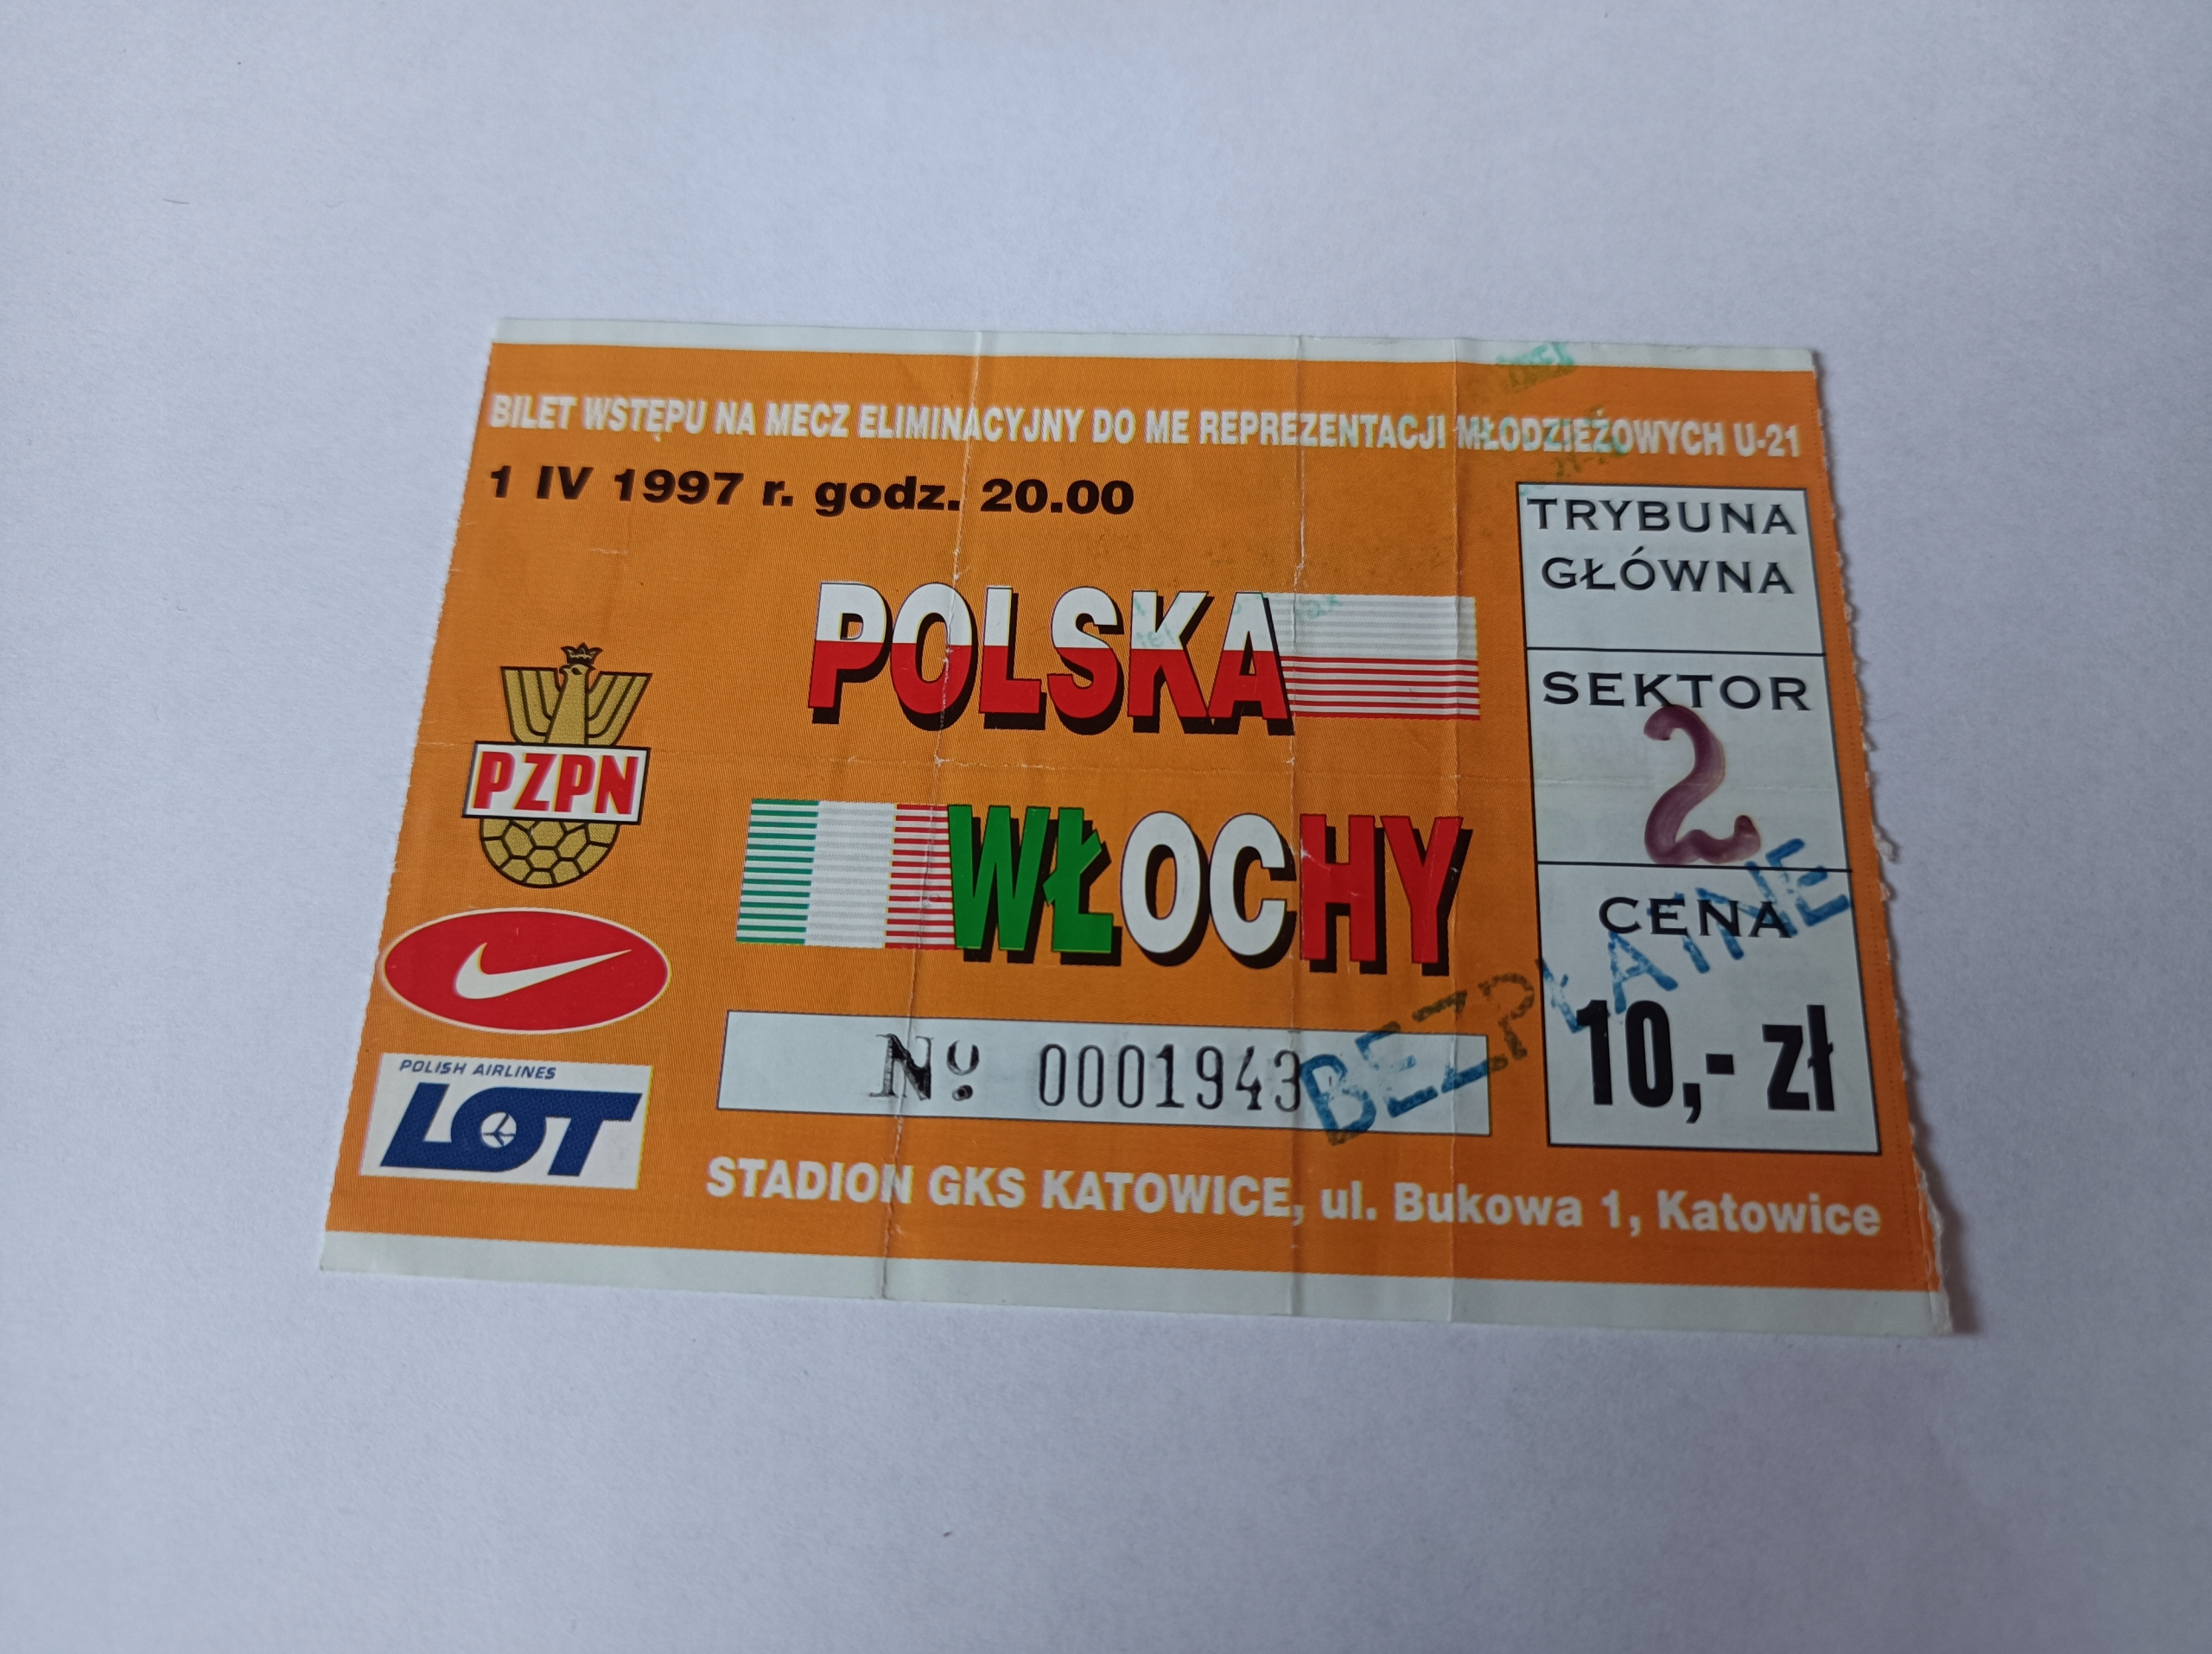 BILET WSTĘPU NA MECZ ELIMINACYJNY DO ME REPREZENTACJI MŁODZIEŻOWYCH U-21
1 IV 1997 r. godz. 20.00
TRYBUNA
GŁÓWNA
POLSKA
SEKTOR
2
PZPN
WŁOCHY
CENA
10,- zł
BEZPŁATNE
No. 0001943
POLISH AIRLINES
LOT
STADION GKS KATOWICE, ul. Bukowa 1, Katowice